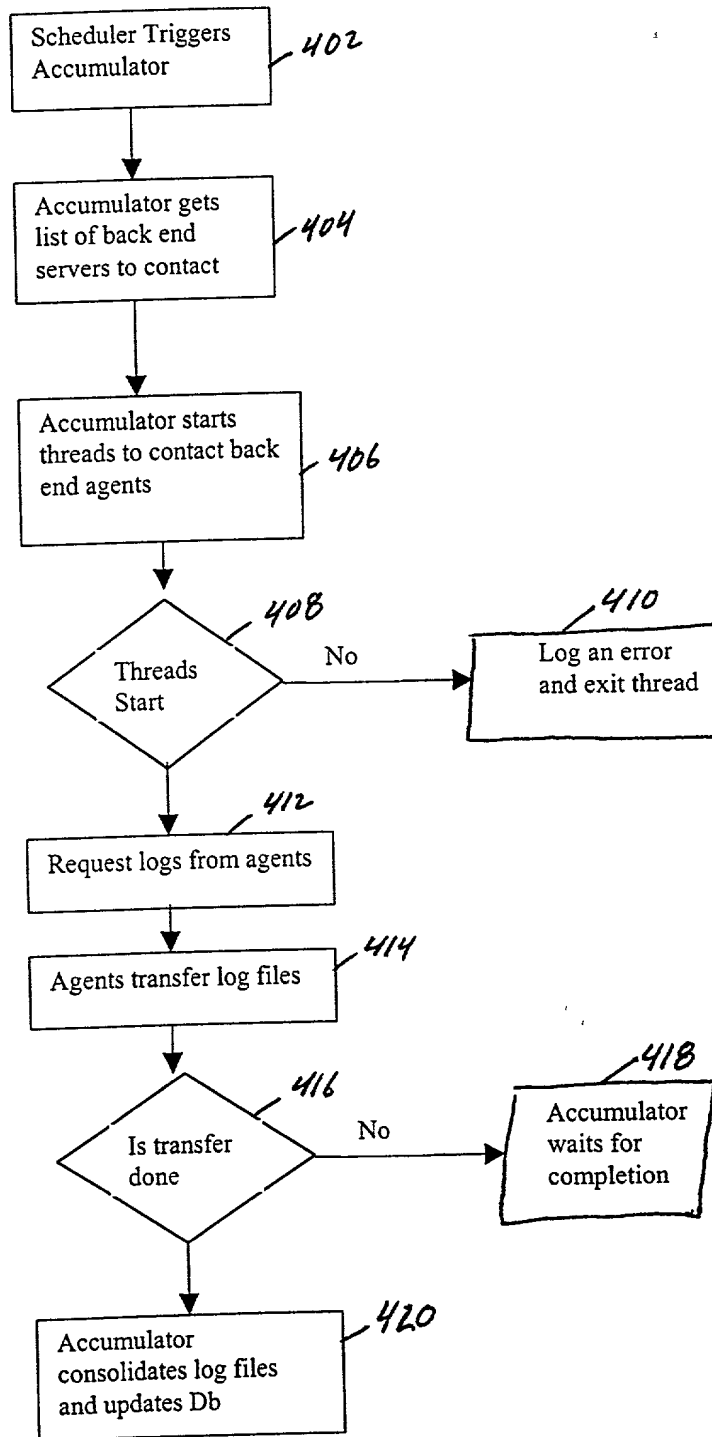 Scheduler Triggers
Accumulator
402
Accumulator gets
list of back end
servers to contact
404
Accumulator starts
threads to contact back
end agents
406
408
Threads
Start
No
410
Log an error
and exit thread
412
Request logs from agents
414
Agents transfer log files
416
Is transfer
done
No
418
Accumulator
waits for
completion
420
Accumulator
consolidates log files
and updates Db